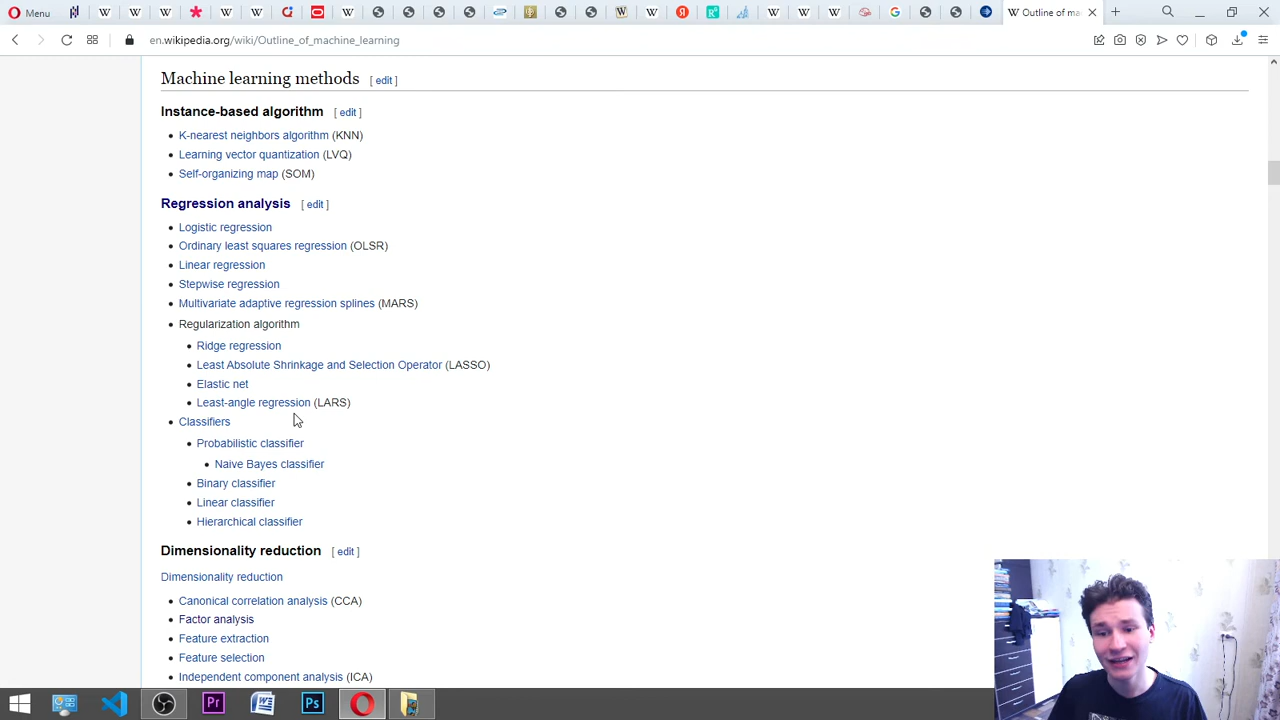 Menu
Outline of ma
en.wikipedia.org/wiki/Outline_of_machine_learning
Machine learning methods [ edit ]
Instance-based algorithm [ edit ]
K-nearest neighbors algorithm (KNN)
Learning vector quantization (LVQ)
Self-organizing map (SOM)
Regression analysis [ edit ]
Logistic regression
Ordinary least squares regression (OLSR)
Linear regression
Stepwise regression
Multivariate adaptive regression splines (MARS)
Regularization algorithm
Ridge regression
Least Absolute Shrinkage and Selection Operator (LASSO)
Elastic net
Least-angle regression (LARS)
Classifiers
Probabilistic classifier
Naive Bayes classifier
Binary classifier
Linear classifier
Hierarchical classifier
Dimensionality reduction [ edit ]
Dimensionality reduction
Canonical correlation analysis (CCA)
Factor analysis
Feature extraction
Feature selection
Independent component analysis (ICA)
Pr
W
Ps